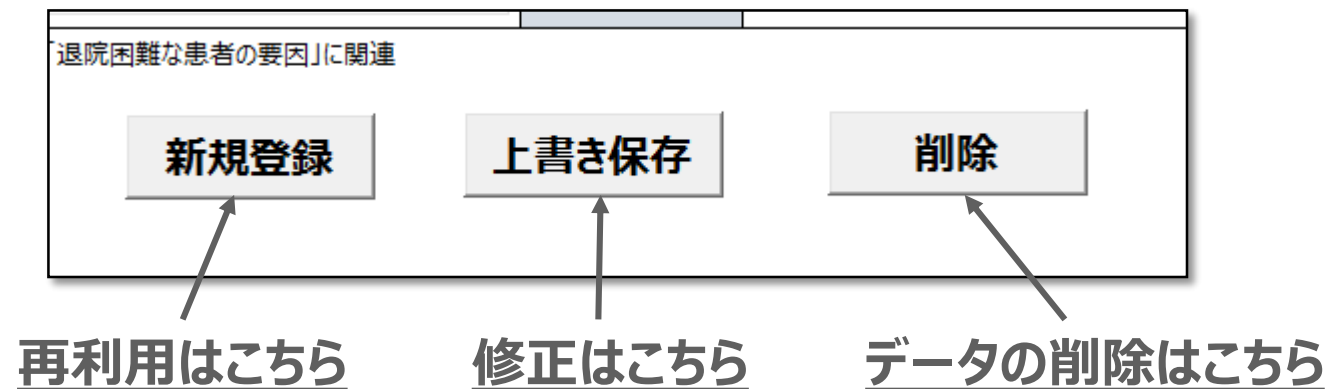 「退院困難な患者の要因」に関連
新規登録
上書き保存
削除
再利用はこちら
修正はこちら
データの削除はこちら